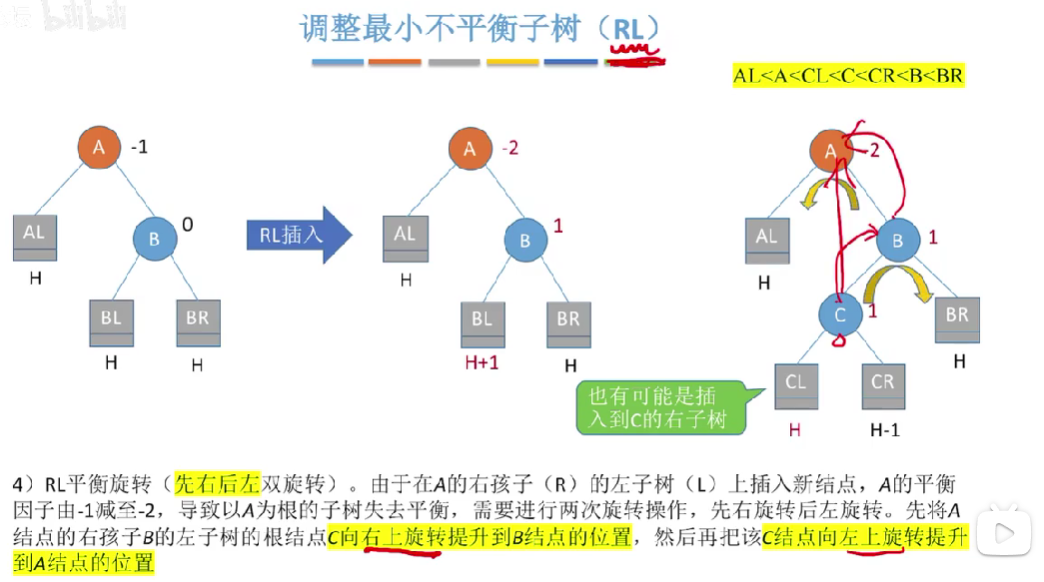 bilibili
调整最小不平衡子树（RL）
AL<A<CL<C<CR<B<BR
A -1
B 0
AL
H
BL
H
BR
H
RL插入
A -2
B 1
AL
H
BL
H+1
BR
H
A -2
B 1
AL
H
C 1
BR
H
CL
H
CR
H-1
也有可能是插
入到C的右子树
4）RL平衡旋转（先右后左双旋转）。由于在A的右孩子（R）的左子树（L）上插入新结点，A的平衡
因子由-1减至-2，导致以A为根的子树失去平衡，需要进行两次旋转操作，先右旋转后左旋转。先将A
结点的右孩子B的左子树的根结点C向右上旋转提升到B结点的位置，然后再把该C结点向左上旋转提升
到A结点的位置